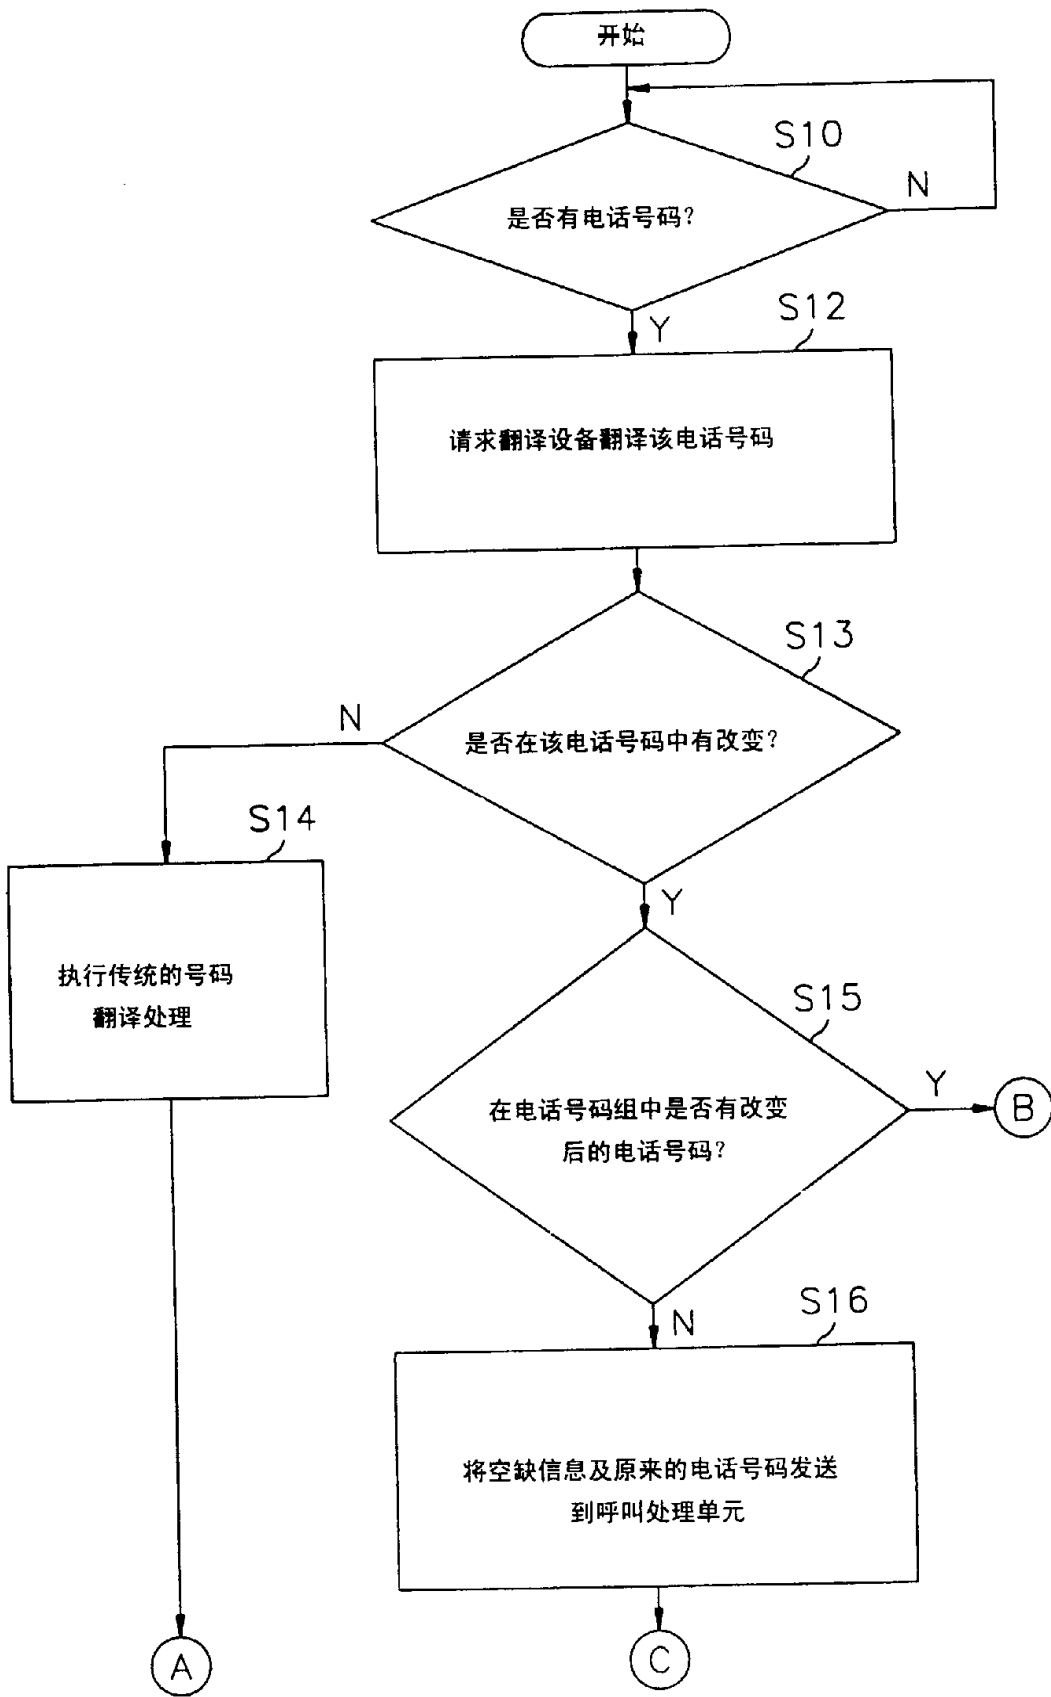 开始
S10
N
是否有电话号码?
Y
S12
请求翻译设备翻译该电话号码
S13
N
是否在该电话号码中有改变?
S14
Y
执行传统的号码
翻译处理
S15
Y
B
在电话号码组中是否有改变
后的电话号码?
N
S16
将空缺信息及原来的电话号码发送
到呼叫处理单元
A
C